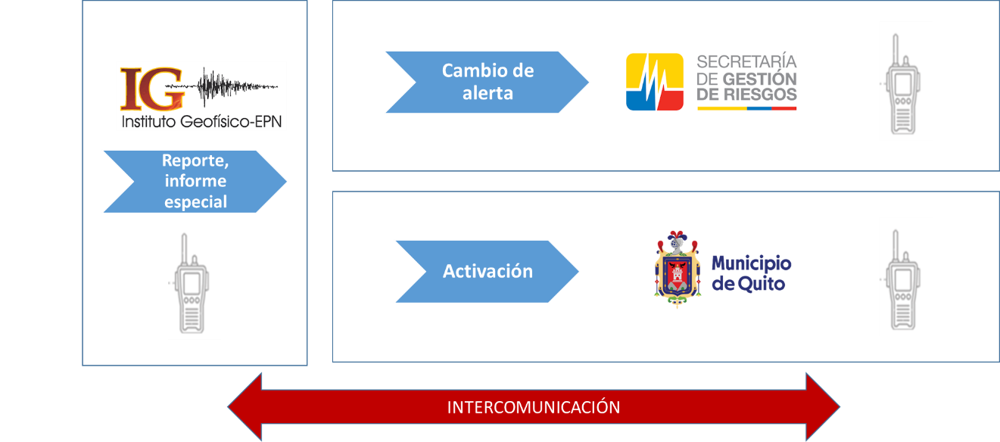 IG
Instituto Geofísico-EPN
Reporte,
informe
especial
Cambio de
alerta
SECRETARÍA
DE GESTIÓN
DE RIESGOS
Activación
Municipio
de Quito
INTERCOMUNICACIÓN